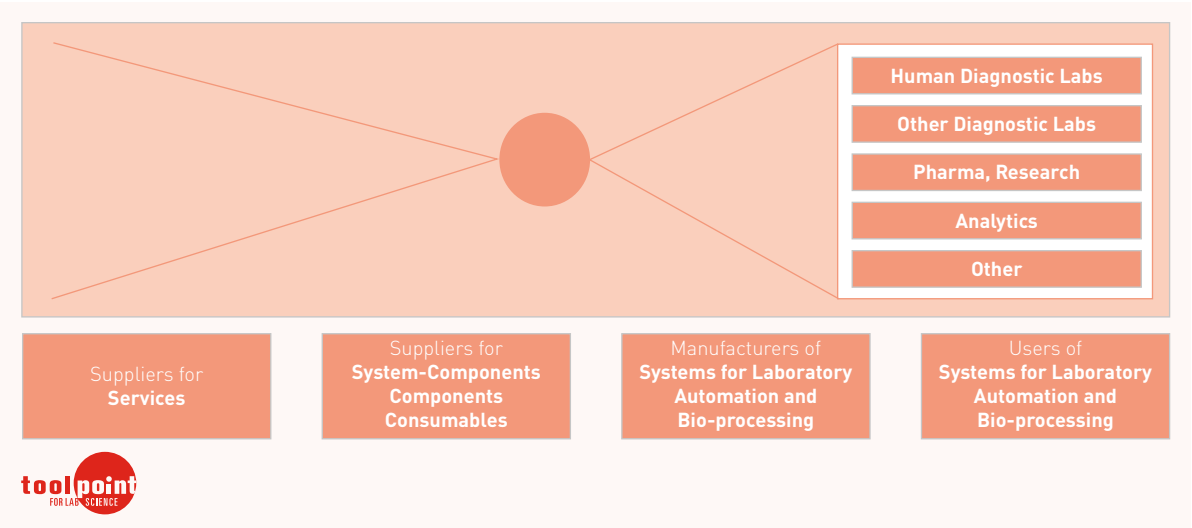 Human Diagnostic Labs
Other Diagnostic Labs
Pharma, Research
Analytics
Other
Suppliers for
Services
Suppliers for
System-Components
Components
Consumables
Manufacturers of
Systems for Laboratory
Automation and
Bio-processing
Users of
Systems for Laboratory
Automation and
Bio-processing
toolpoint
FOR LAB SCIENCE